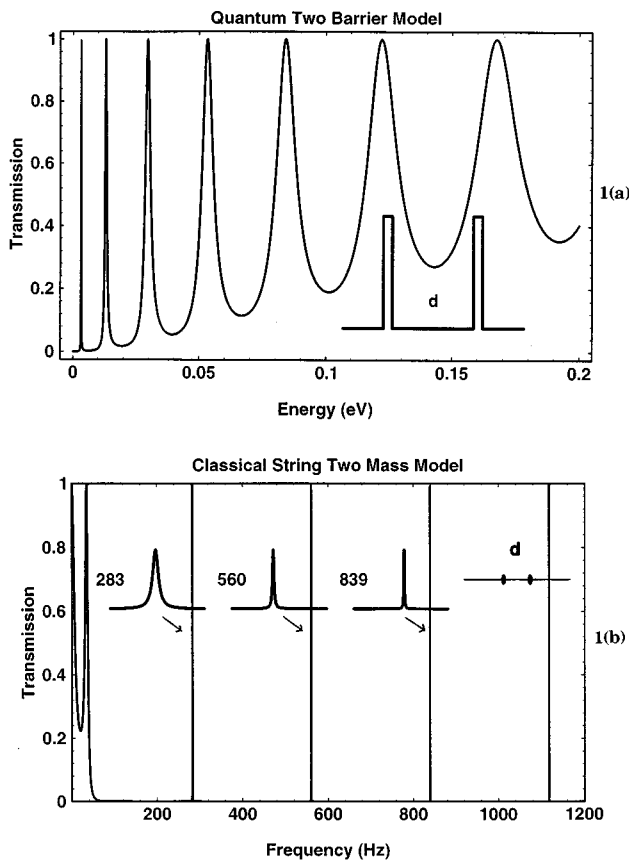 Quantum Two Barrier Model
1
0.8
0.6
0.4
0.2
0
Transmission
d
1(a)
0 0.05 0.1 0.15 0.2
Energy (eV)
Classical String Two Mass Model
1
0.8
0.6
0.4
0.2
0
Transmission
283 560 839 d
1(b)
200 400 600 800 1000 1200
Frequency (Hz)